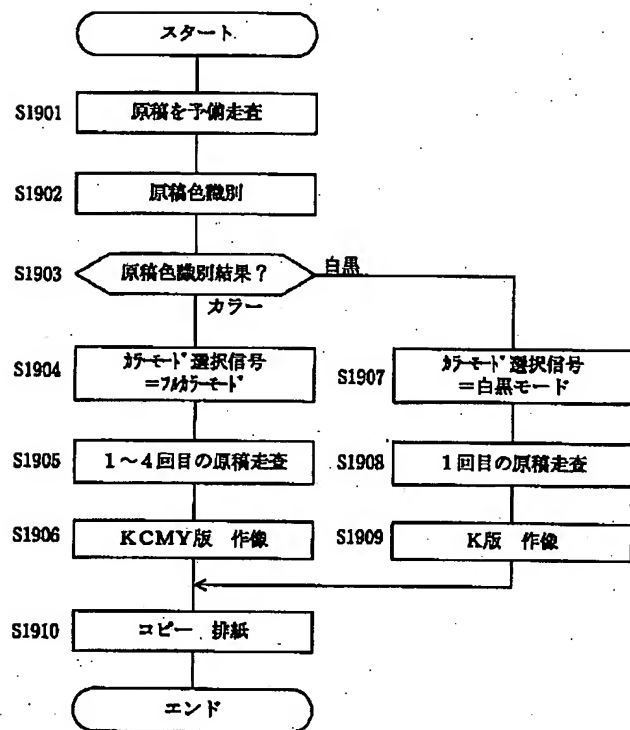 スタート
S1901
原稿を予備走査
S1902
原稿色識別
S1903
原稿色識別結果?
白黒
カラー
S1904
カラーモード選択信号
=フルカラーモード
S1907
カラーモード選択信号
=白黒モード
S1905
1~4回目の原稿走査
S1908
1回目の原稿走査
S1906
KCMY版 作像
S1909
K版 作像
S1910
コピー 排紙
エンド